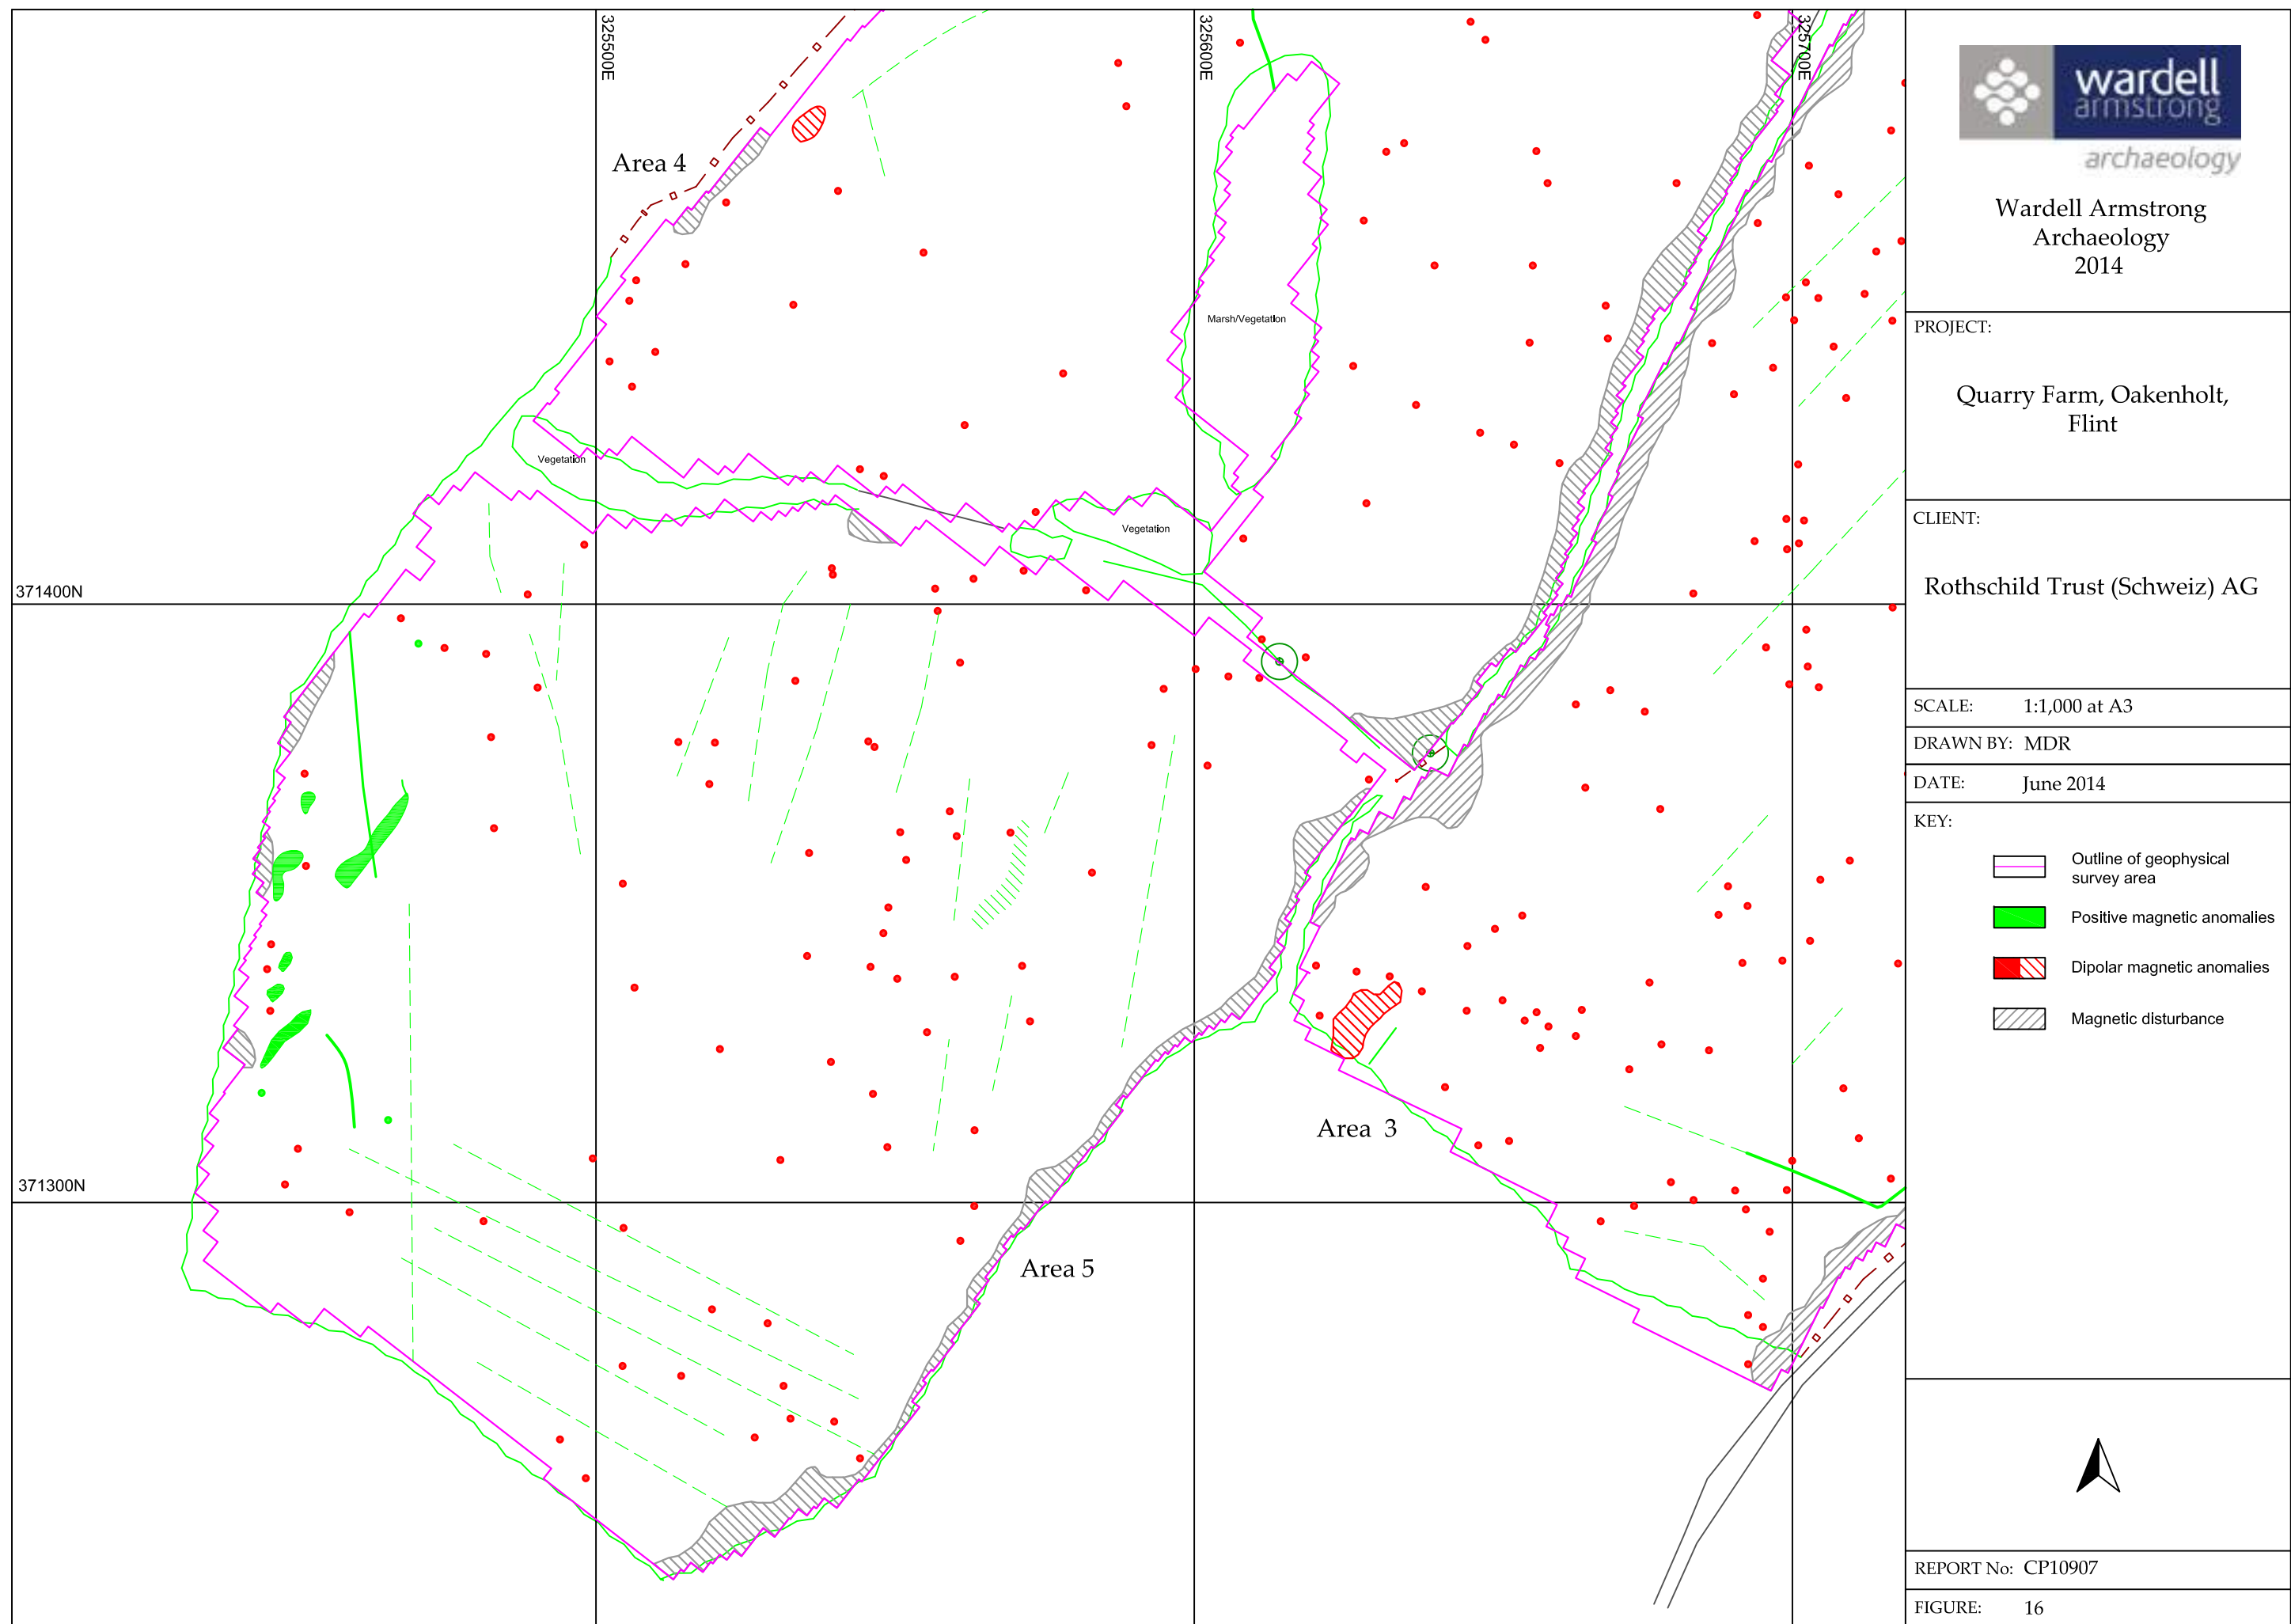 325500E
325600E
325700E
Area 4
Marsh/Vegetation
Vegetation
Vegetation
371400N
Area 3
371300N
Area 5
wardell
armstrong
archaeology
Wardell Armstrong
Archaeology
2014
PROJECT:
Quarry Farm, Oakenholt,
Flint
CLIENT:
Rothschild Trust (Schweiz) AG
SCALE: 1:1,000 at A3
DRAWN BY: MDR
DATE: June 2014
KEY:
Outline of geophysical
survey area
Positive magnetic anomalies
Dipolar magnetic anomalies
Magnetic disturbance
REPORT No: CP10907
FIGURE: 16